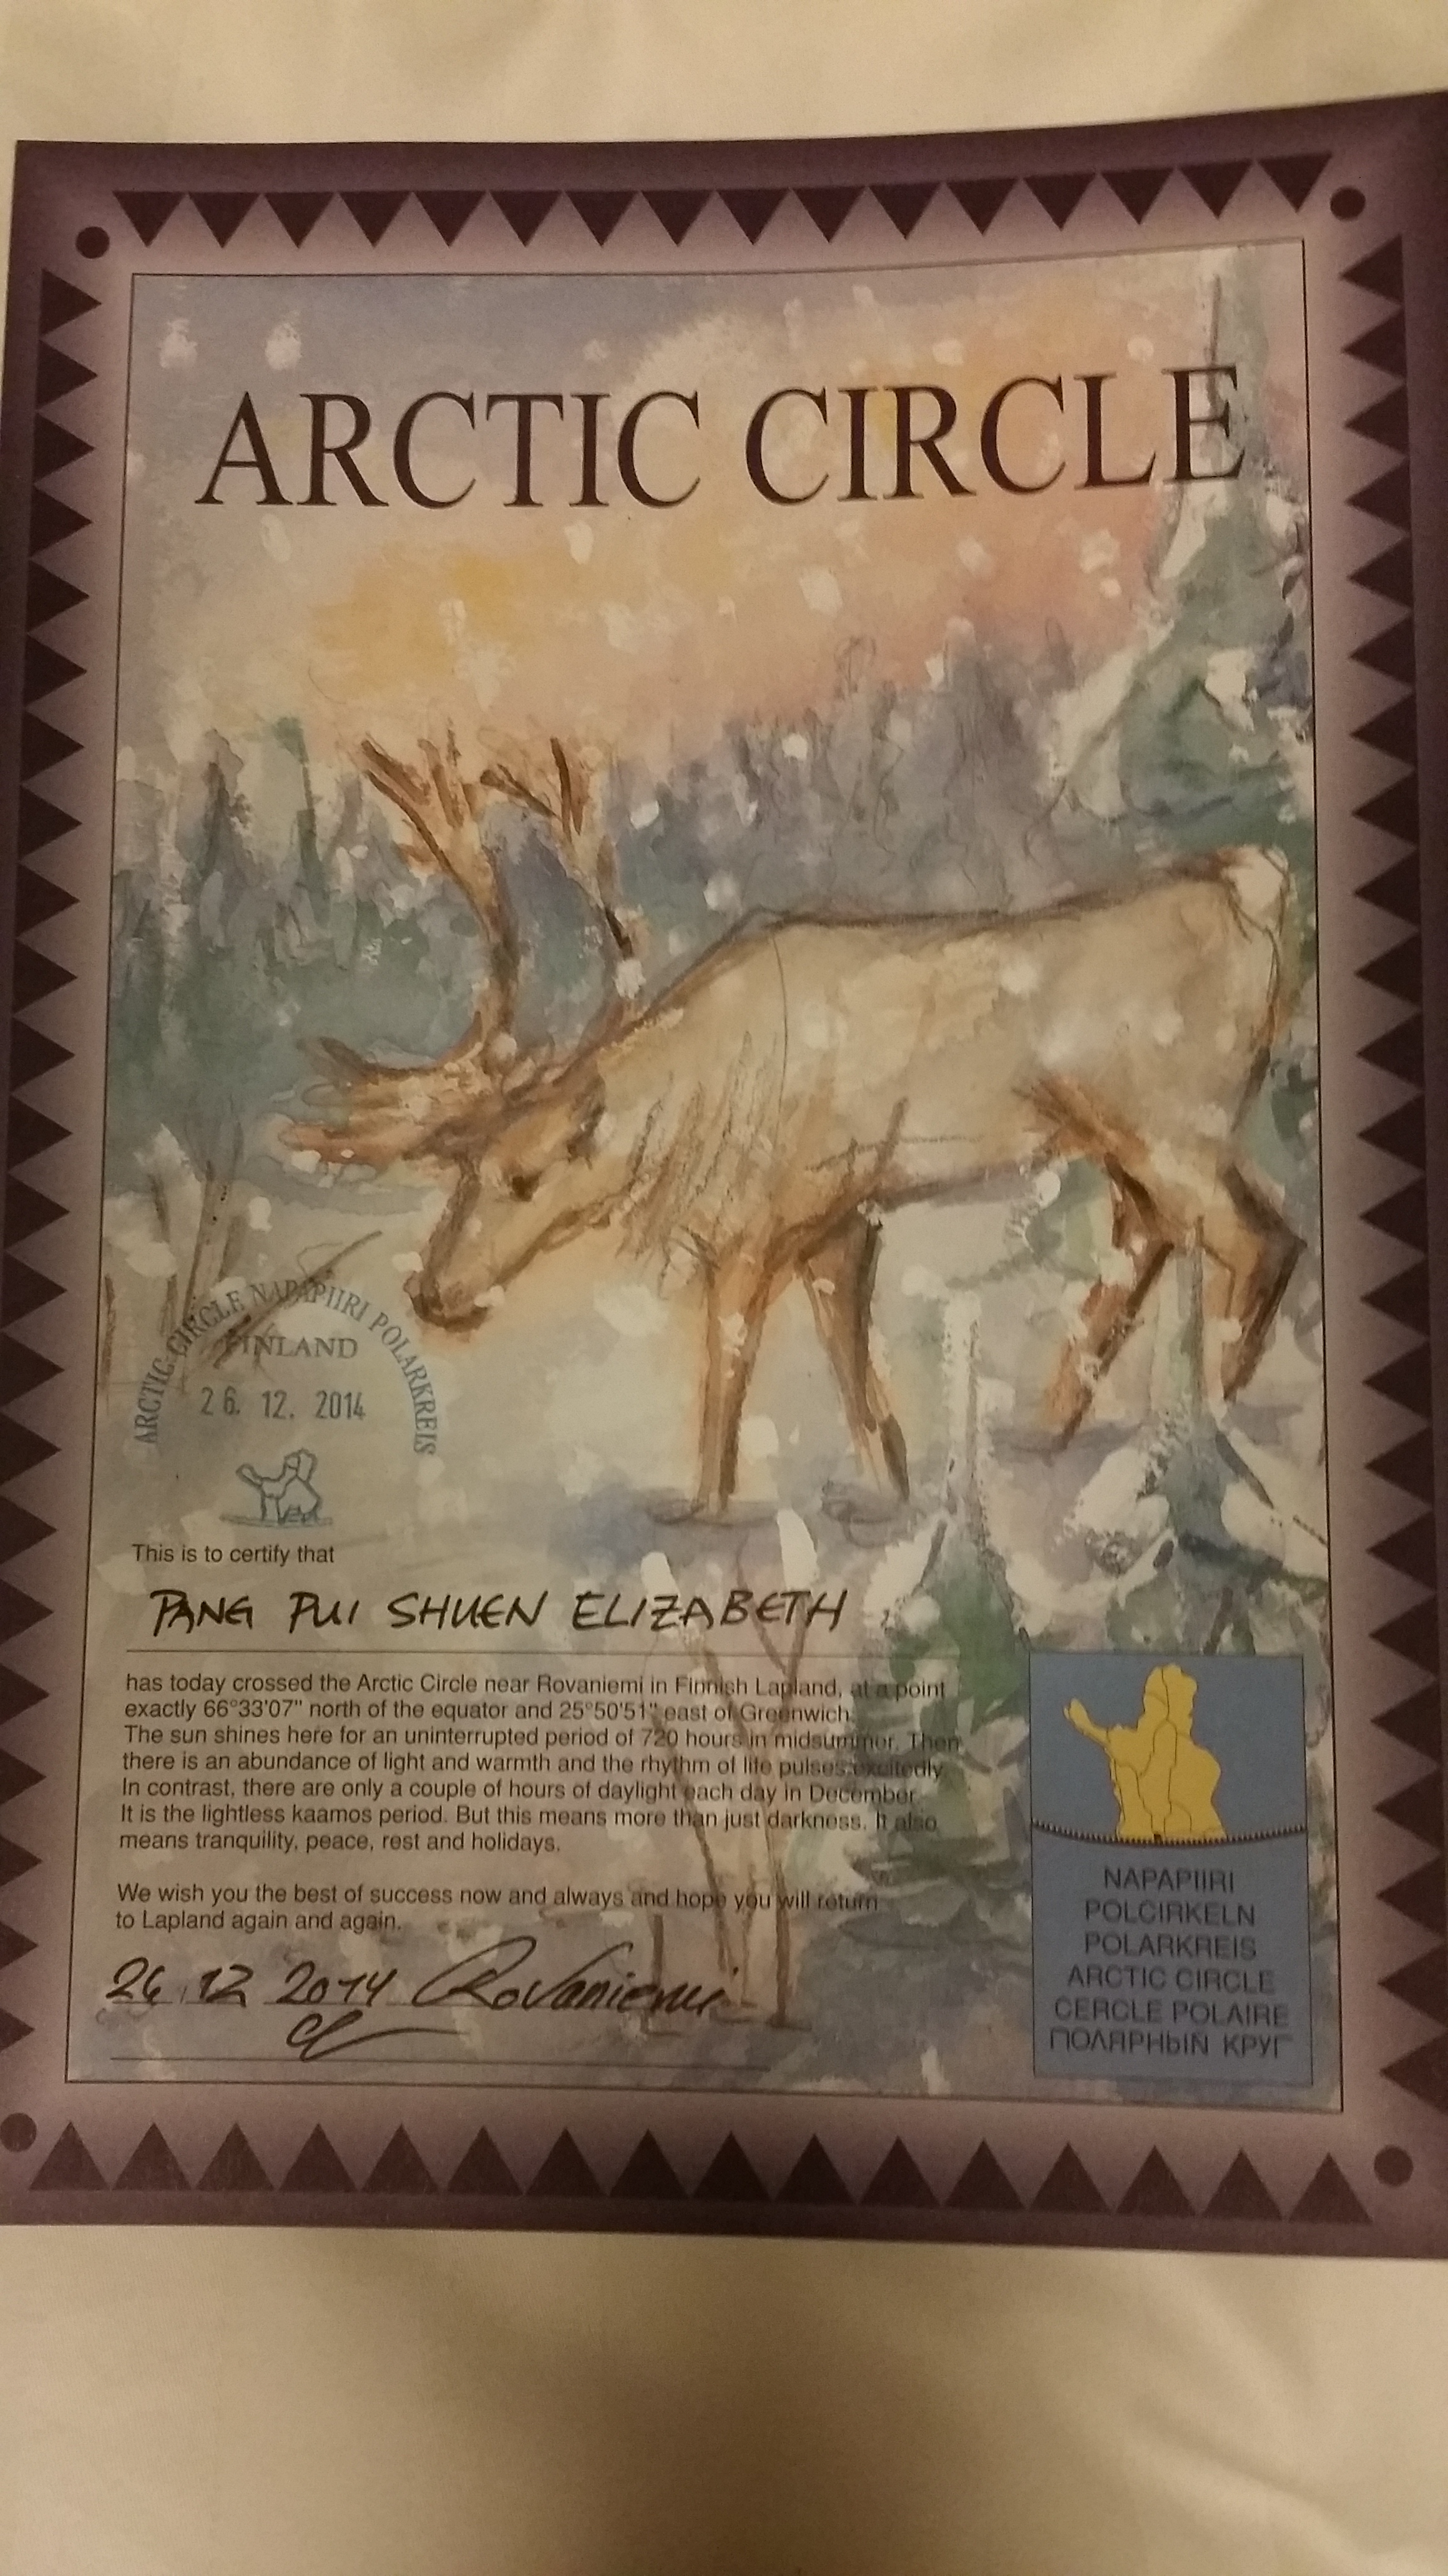 ARCTIC CIRCLE
ARCTIC CIRCLE NAPAPIIRI POLARKREIS
FINLAND
26. 12. 2014
This is to certify that
PANG PUI SHUEN ELIZABETH
has today crossed the Arctic Circle near Rovaniemi in Finnish Lapland, at a point
exactly 66°33'07" north of the equator and 25°50'51" east of Greenwich.
The sun shines here for an uninterrupted period of 720 hours in midsummer. Then
there is an abundance of light and warmth and the rhythm of life pulses excitedly.
In contrast, there are only a couple of hours of daylight each day in December.
It is the lightless kaamos period. But this means more than just darkness. It also
means tranquility, peace, rest and holidays.
We wish you the best of success now and always and hope you will return
to Lapland again and again.
26.12 2014 Rovaniemi
NAPAPIIRI
POLCIRKELN
POLARKREIS
ARCTIC CIRCLE
CERCLE POLAIRE
ПОЛЯРНЫЙ КРУГ